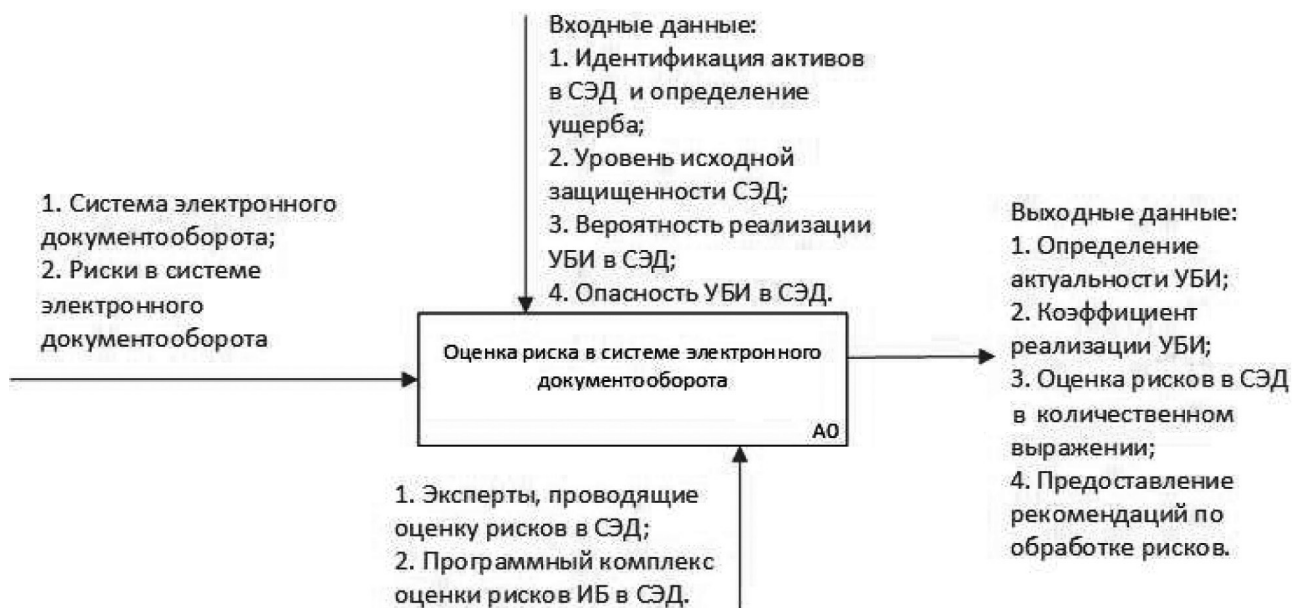 Входные данные:
1. Идентификация активов
в СЭД и определение
ущерба;
2. Уровень исходной
защищенности СЭД;
3. Вероятность реализации
УБИ в СЭД;
4. Опасность УБИ в СЭД.
1. Система электронного
документооборота;
2. Риски в системе
электронного
документооборота
Оценка риска в системе электронного
документооборота
А0
Выходные данные:
1. Определение
актуальности УБИ;
2. Коэффициент
реализации УБИ;
3. Оценка рисков в СЭД
в количественном
выражении;
4. Предоставление
рекомендаций по
обработке рисков.
1. Эксперты, проводящие
оценку рисков в СЭД;
2. Программный комплекс
оценки рисков ИБ в СЭД.